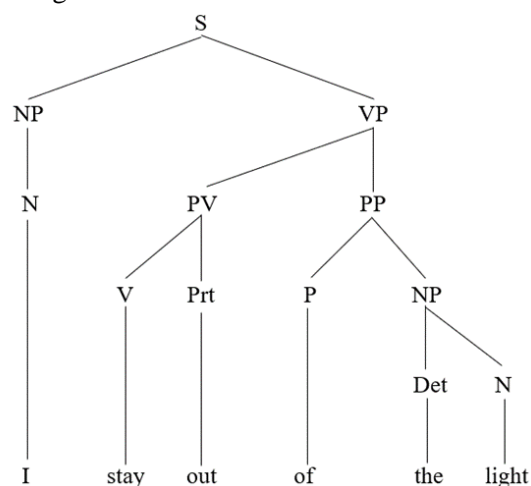 S
NP VP
N PV PP
V Prt P NP
Det N
I stay out of the light